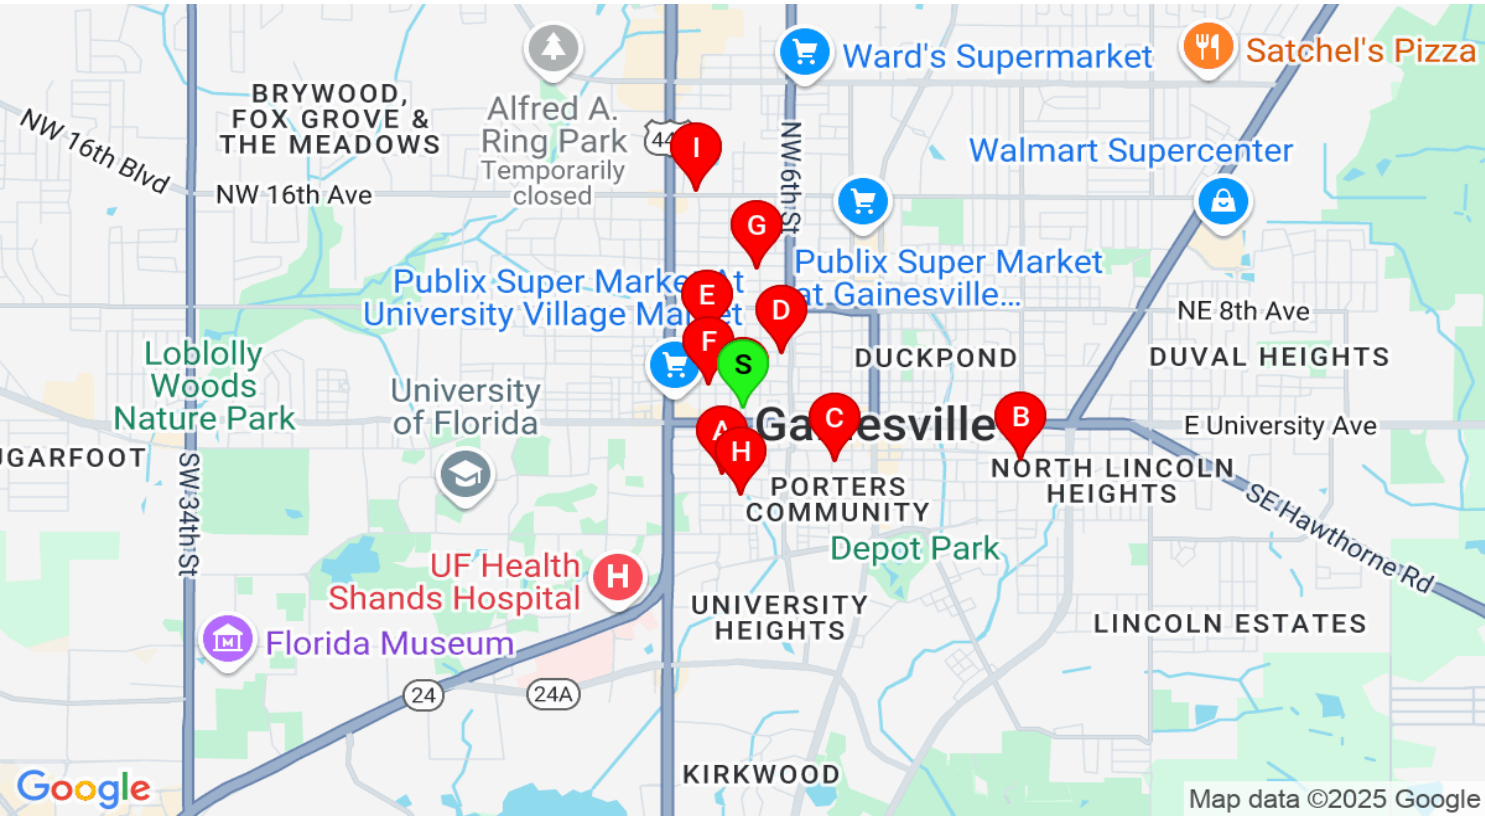 Ward's Supermarket
Satchel's Pizza
BRYWOOD,
FOX GROVE &
THE MEADOWS
Alfred A.
Ring Park
Temporarily
closed
NW 16th Blvd
44
I
NW 6th St
Walmart Supercenter
NW 16th Ave
G
Publix Super Market At
University Village Market
Publix Super Market
at Gainesville...
E
D
NE 8th Ave
F
S
Loblolly
Woods
Nature Park
DUCKPOND
DUVAL HEIGHTS
University
of Florida
A
H
Gainesville
C
B
E University Ave
UGARFOOT
SW 34th St
PORTERS
COMMUNITY
NORTH LINCOLN
HEIGHTS
SE Hawthorne Rd
Depot Park
UF Health
Shands Hospital
H
UNIVERSITY
HEIGHTS
LINCOLN ESTATES
M
Florida Museum
24
24A
KIRKWOOD
Google
Map data ©2025 Google